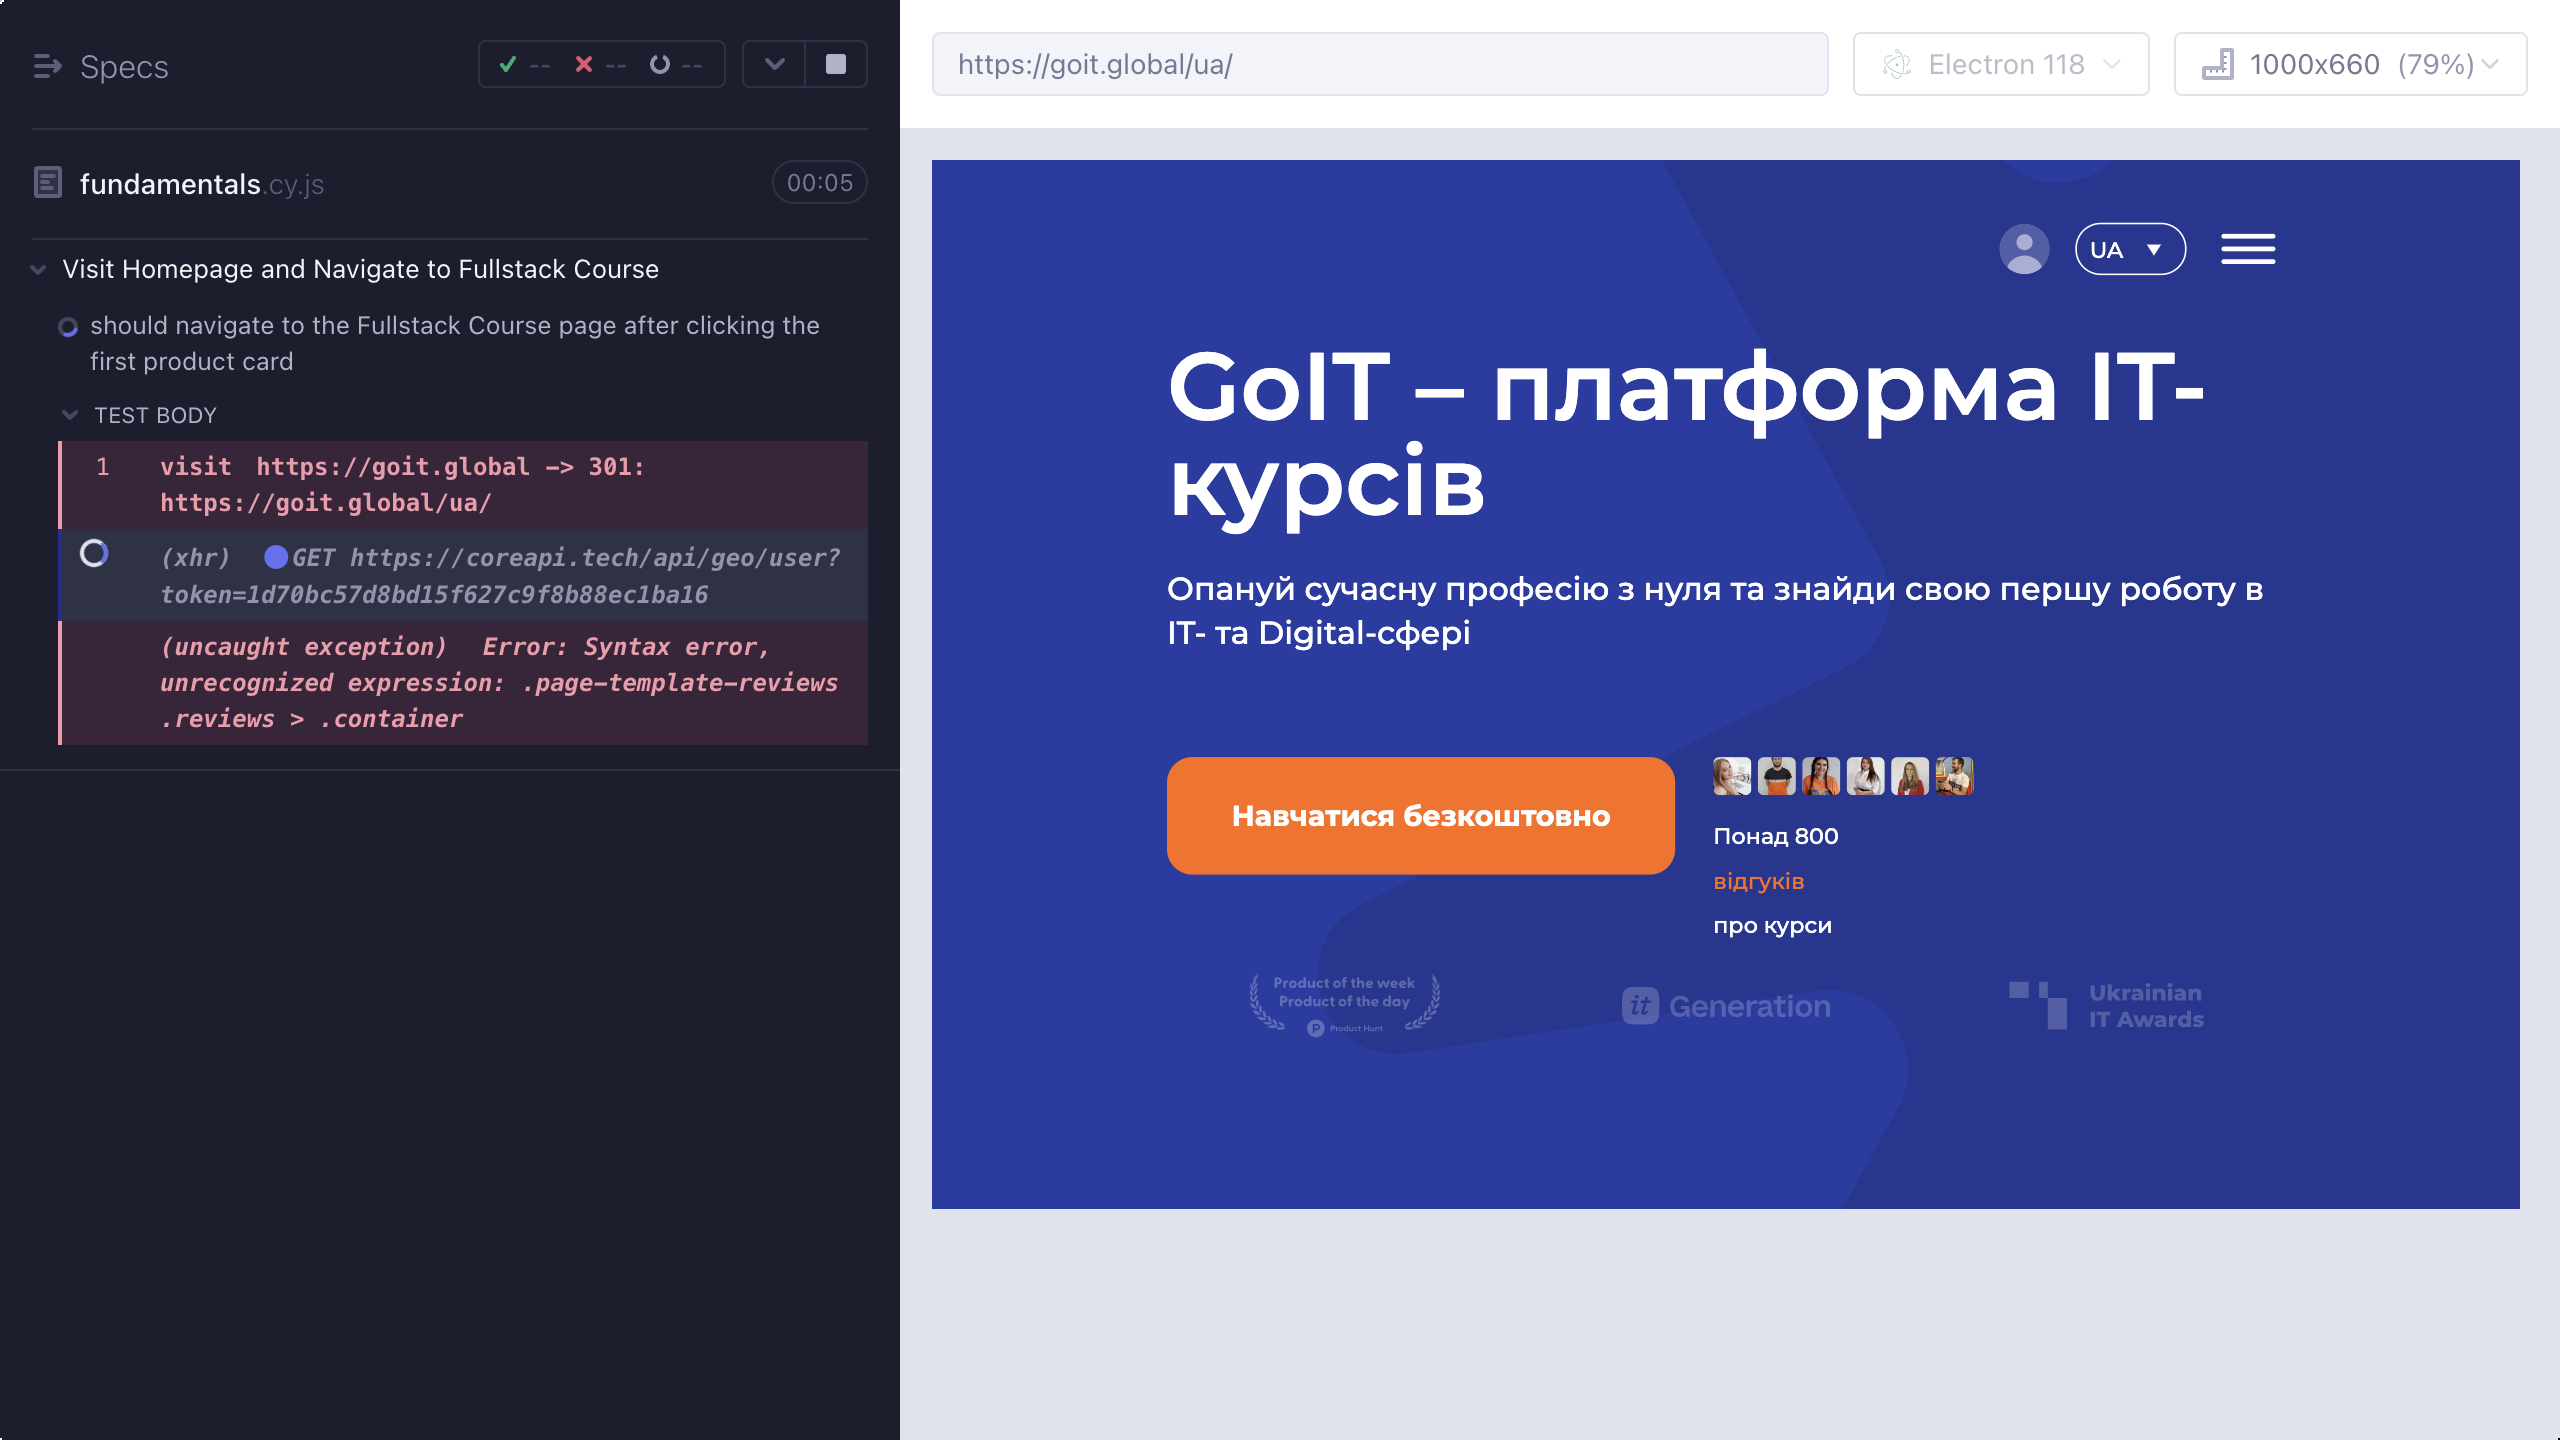 Specs
-- -- --
fundamentals.cy.js
00:05
Visit Homepage and Navigate to Fullstack Course
should navigate to the Fullstack Course page after clicking the
first product card
TEST BODY
1 visit https://goit.global -> 301:
https://goit.global/ua/
(xhr) GET https://coreapi.tech/api/geo/user?
token=1d70bc57d8bd15f627c9f8b88ec1ba16
(uncaught exception) Error: Syntax error,
unrecognized expression: .page-template-reviews
.reviews > .container
https://goit.global/ua/
Electron 118
1000x660 (79%)
UA
GoIT – платформа IT-
курсів
Опануй сучасну професію з нуля та знайди свою першу роботу в
IT- та Digital-сфері
Навчатися безкоштовно
Понад 800
відгуків
про курси
Product of the week
Product of the day
P Product Hunt
it Generation
Ukrainian
IT Awards